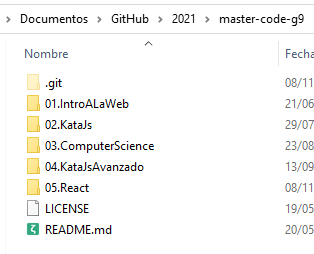 Documentos > GitHub > 2021 > master-code-g9
Nombre Fecha
.git 08/11
01.IntroALaWeb 21/06
02.KataJs 29/07
03.ComputerScience 23/08
04.KataJsAvanzado 13/09
05.React 08/11
LICENSE 19/05
README.md 20/05